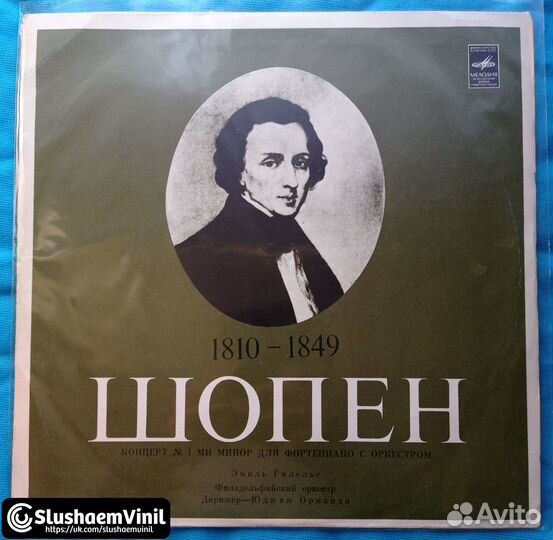 МЕЛОДИЯ
1810 – 1849
ШОПЕН
КОНЦЕРТ № 1 МИ МИНОР ДЛЯ ФОРТЕПИАНО С ОРКЕСТРОМ
Эмиль Гилельс
Филадельфийский оркестр
Дирижер—Юджин Орманди
SlushaemVinil
https://vk.com/slushaemvinil
Avito